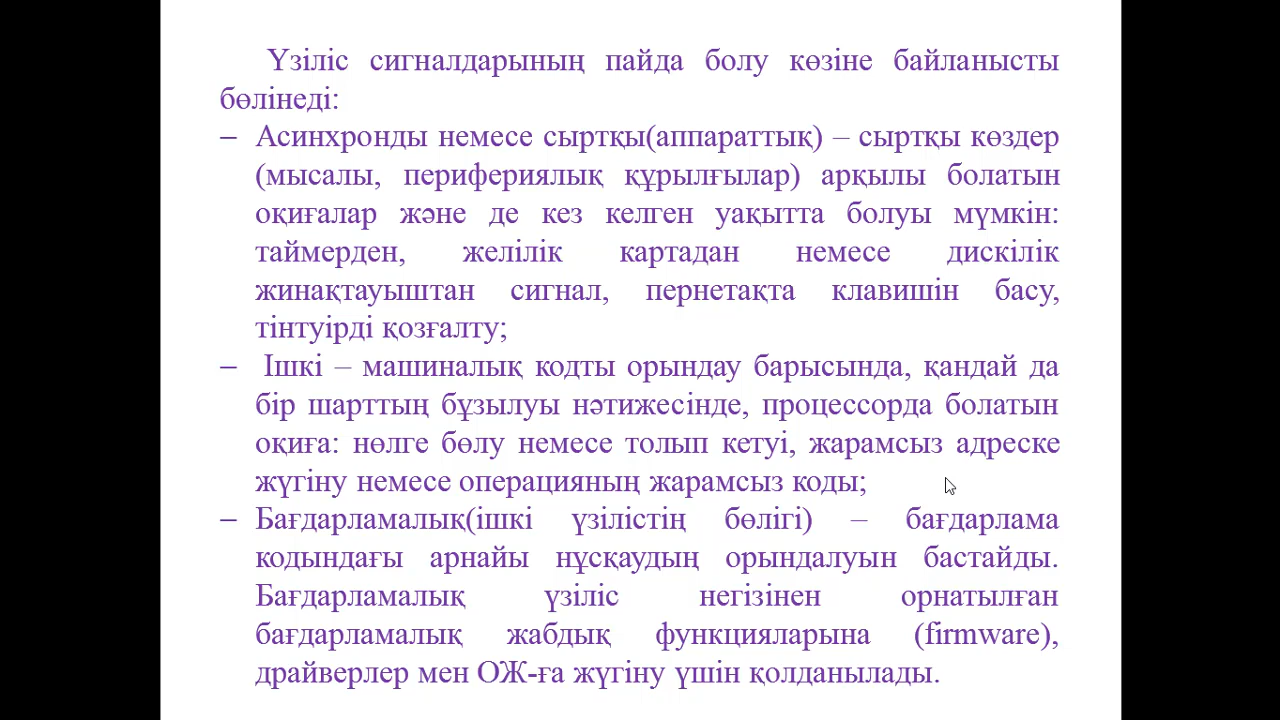 Үзіліс сигналдарының пайда болу көзіне байланысты
бөлінеді:
– Асинхронды немесе сыртқы(аппараттық) – сыртқы көздер
(мысалы, перифериялық құрылғылар) арқылы болатын
оқиғалар және де кез келген уақытта болуы мүмкін:
таймерден, желілік картадан немесе дискілік
жинақтауыштан сигнал, пернетақта клавишін басу,
тінтуірді қозғалту;
– Ішкі – машиналық кодты орындау барысында, қандай да
бір шарттың бұзылуы нәтижесінде, процессорда болатын
оқиға: нөлге бөлу немесе толып кетуі, жарамсыз адреске
жүгіну немесе операцияның жарамсыз коды;
– Бағдарламалық(ішкі үзілістің бөлігі) – бағдарлама
кодындағы арнайы нұсқаудың орындалуын бастайды.
Бағдарламалық үзіліс негізінен орнатылған
бағдарламалық жабдық функцияларына (firmware),
драйверлер мен ОЖ-ға жүгіну үшін қолданылады.